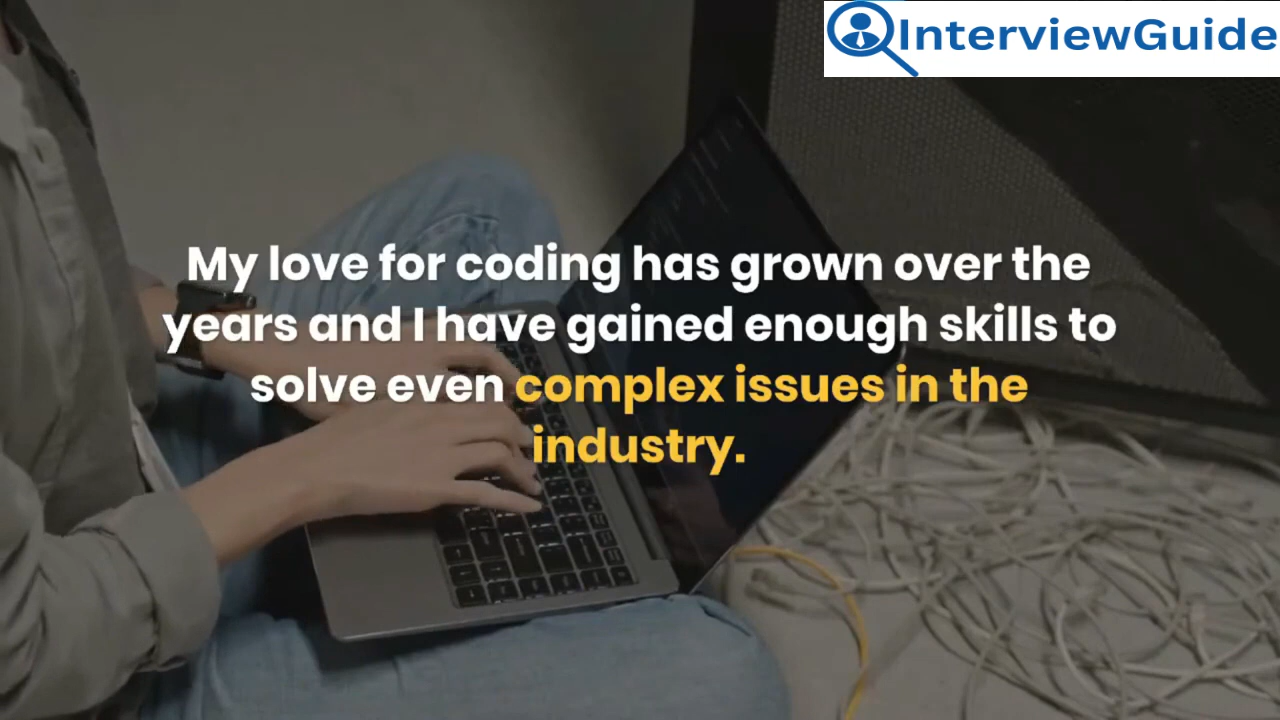 InterviewGuide
My love for coding has grown over the
years and I have gained enough skills to
solve even complex issues in the
industry.